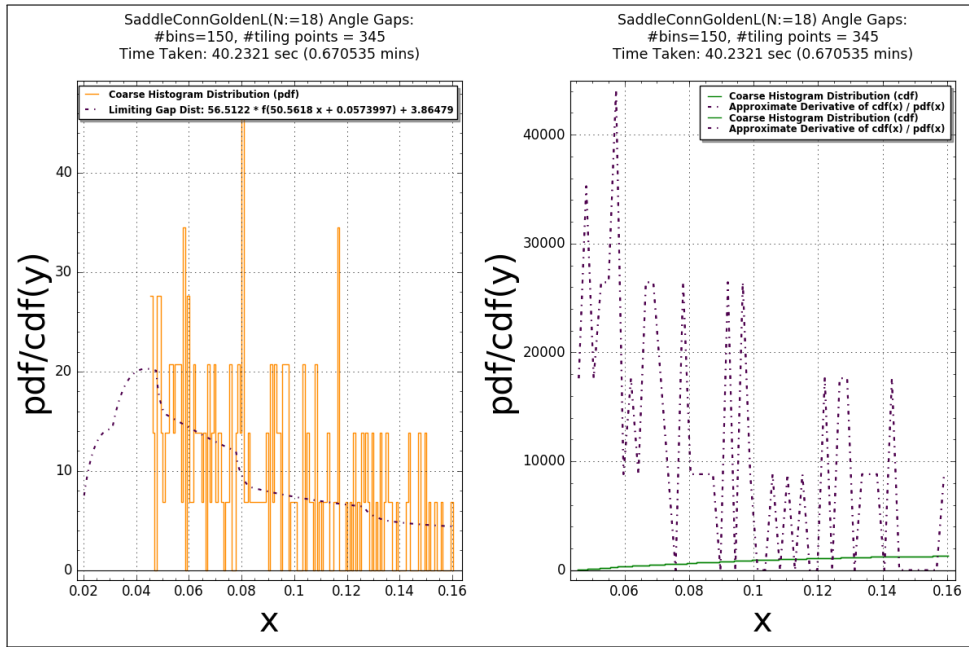 SaddleConnGoldenL(N:=18) Angle Gaps:
#bins=150, #tiling points = 345
Time Taken: 40.2321 sec (0.670535 mins)
Coarse Histogram Distribution (pdf)
Limiting Gap Dist: 56.5122 * f(50.5618 x + 0.0573997) + 3.86479
pdf/cdf(y)
40
30
20
10
0
0.02 0.04 0.06 0.08 0.1 0.12 0.14 0.16
x
SaddleConnGoldenL(N:=18) Angle Gaps:
#bins=150, #tiling points = 345
Time Taken: 40.2321 sec (0.670535 mins)
Coarse Histogram Distribution (cdf)
Approximate Derivative of cdf(x) / pdf(x)
Coarse Histogram Distribution (cdf)
Approximate Derivative of cdf(x) / pdf(x)
pdf/cdf(y)
40000
30000
20000
10000
0
0.06 0.08 0.1 0.12 0.14 0.16
x